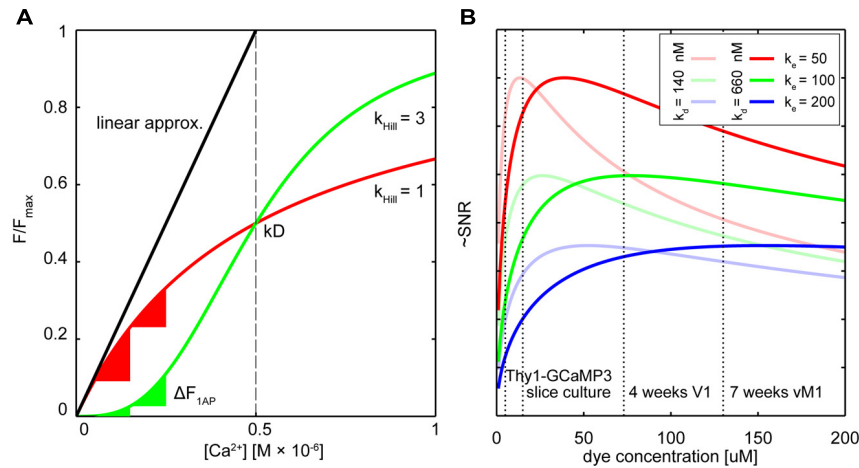 A
F/Fmax
1
0.8
0.6
0.4
0.2
0
linear approx.
kHill = 3
kHill = 1
kD
ΔF1AP
0
0.5
1
[Ca2+] [M × 10-6]
B
~SNR
kd = 140 nM
kd = 660 nM
ke = 50
ke = 100
ke = 200
Thy1-GCaMP3
slice culture
4 weeks V1
7 weeks vM1
0
50
100
150
200
dye concentration [uM]